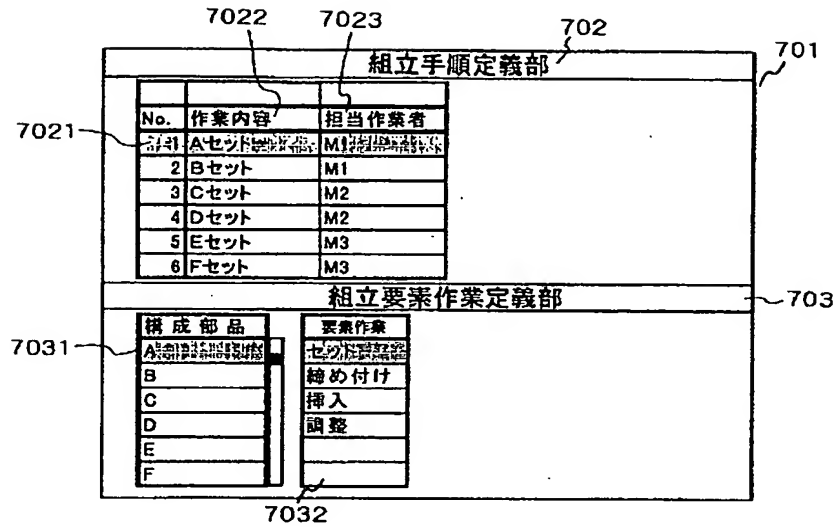 7022 7023 702
組立手順定義部 701
No. 作業内容 担当作業者
7021 1 Aセット M1
2 Bセット M1
3 Cセット M2
4 Dセット M2
5 Eセット M3
6 Fセット M3
組立要素作業定義部 703
構成部品 要素作業
7031 A セット
B 締め付け
C 挿入
D 調整
E
F
7032